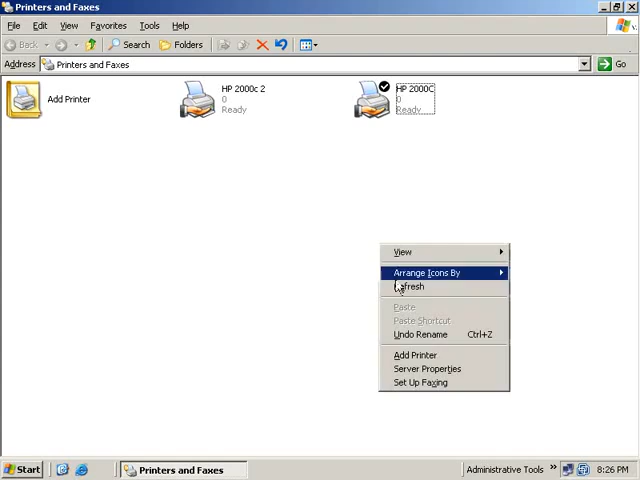 Printers and Faxes
File Edit View Favorites Tools Help
Back Search Folders
Address Printers and Faxes Go
Add Printer
HP 2000c 2
0
Ready
HP 2000C
0
Ready
View
Arrange Icons By
Refresh
Paste
Paste Shortcut
Undo Rename Ctrl+Z
Add Printer
Server Properties
Set Up Faxing
Start Printers and Faxes Administrative Tools 8:26 PM